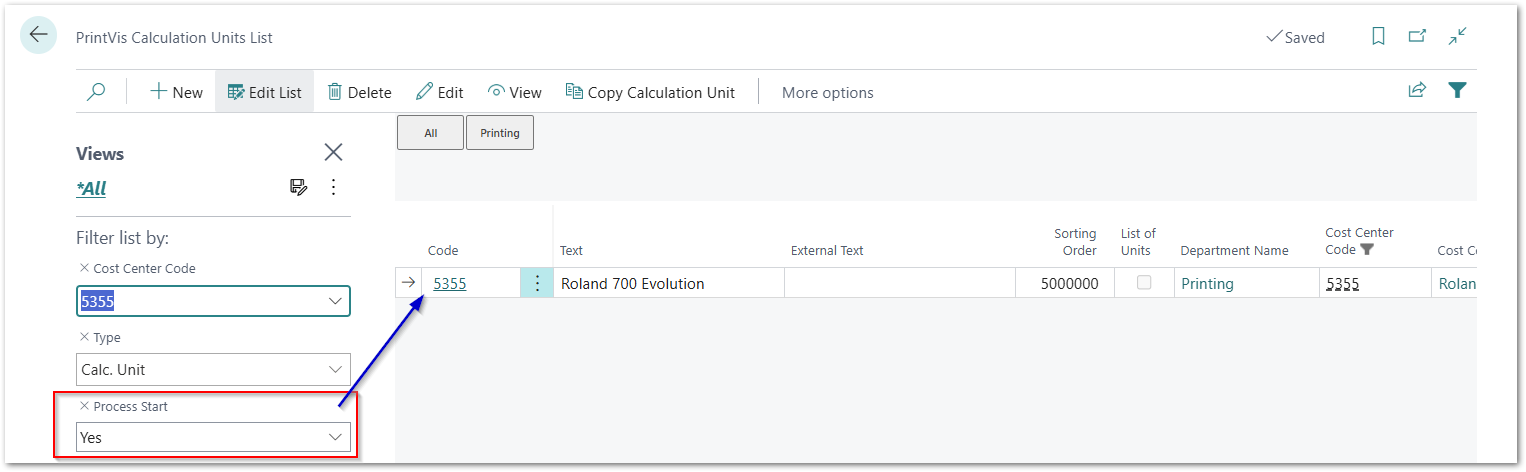 PrintVis Calculation Units List
Saved
New
Edit List
Delete
Edit
View
Copy Calculation Unit
More options
All
Printing
Views
*All
Filter list by:
× Cost Center Code
5355
× Type
Calc. Unit
× Process Start
Yes
Code
Text
External Text
Sorting
Order
List of
Units
Department Name
Cost Center
Code
Cost C
5355
Roland 700 Evolution
5000000
Printing
5355
Rolan